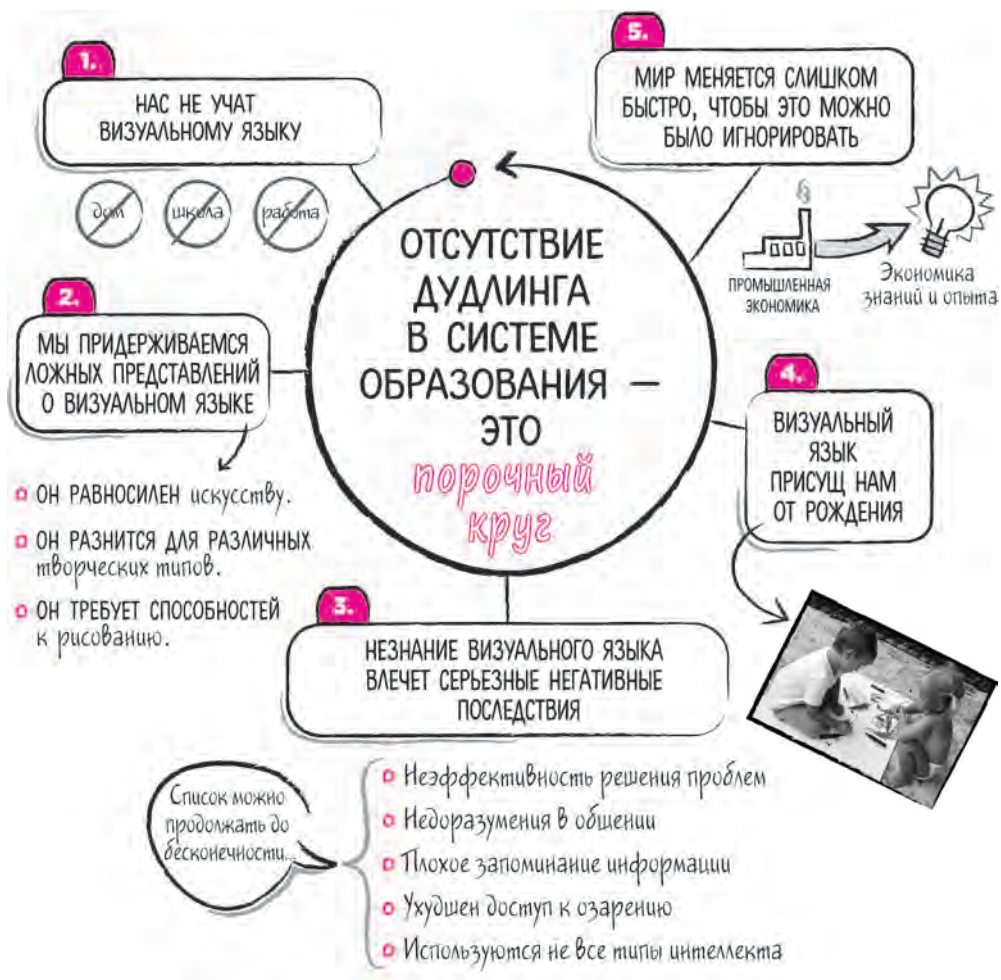 ОТСУТСТВИЕ
ДУДЛИНГА
В СИСТЕМЕ
ОБРАЗОВАНИЯ —
ЭТО
порочный
круг
1.
НАС НЕ УЧАТ
ВИЗУАЛЬНОМУ ЯЗЫКУ
дом школа работа
2.
МЫ ПРИДЕРЖИВАЕМСЯ
ЛОЖНЫХ ПРЕДСТАВЛЕНИЙ
О ВИЗУАЛЬНОМ ЯЗЫКЕ
ОН РАВНОСИЛЕН искусству.
ОН РАЗНИТСЯ ДЛЯ РАЗЛИЧНЫХ
творческих типов.
ОН ТРЕБУЕТ СПОСОБНОСТЕЙ
к рисованию.
3.
НЕЗНАНИЕ ВИЗУАЛЬНОГО ЯЗЫКА
ВЛЕЧЕТ СЕРЬЕЗНЫЕ НЕГАТИВНЫЕ
ПОСЛЕДСТВИЯ
Список можно
продолжать до
бесконечности...
Неэффективность решения проблем
Недоразумения в общении
Плохое запоминание информации
Ухудшен доступ к озарению
Используются не все типы интеллекта
4.
ВИЗУАЛЬНЫЙ
ЯЗЫК
ПРИСУЩ НАМ
ОТ РОЖДЕНИЯ
5.
МИР МЕНЯЕТСЯ СЛИШКОМ
БЫСТРО, ЧТОБЫ ЭТО МОЖНО
БЫЛО ИГНОРИРОВАТЬ
ПРОМЫШЛЕННАЯ
ЭКОНОМИКА
Экономика
знаний и опыта